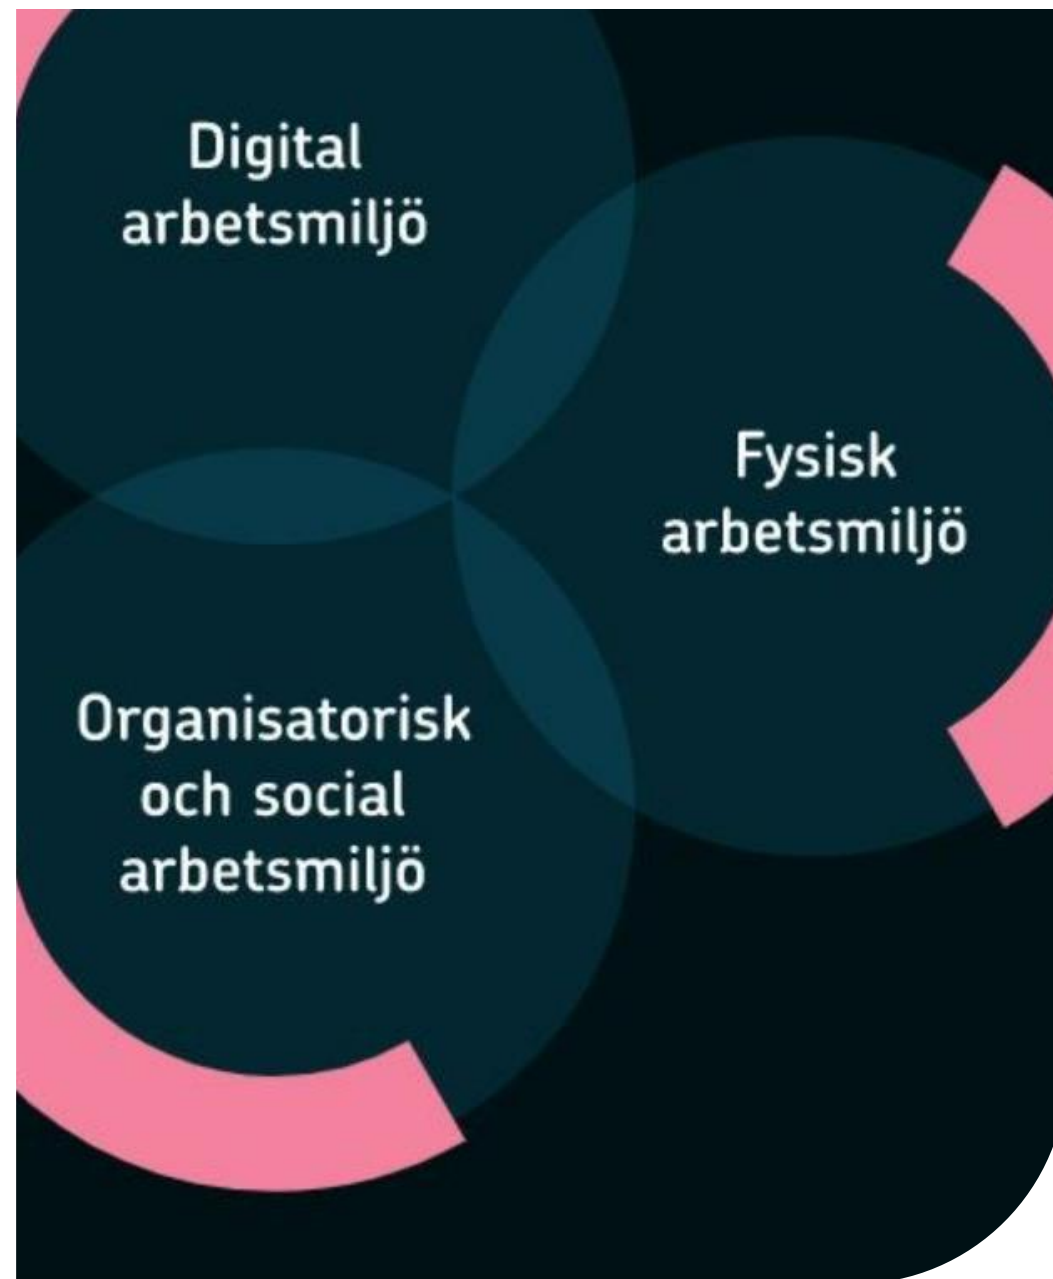 Digital
arbetsmiljö
Fysisk
arbetsmiljö
Organisatorisk
och social
arbetsmiljö